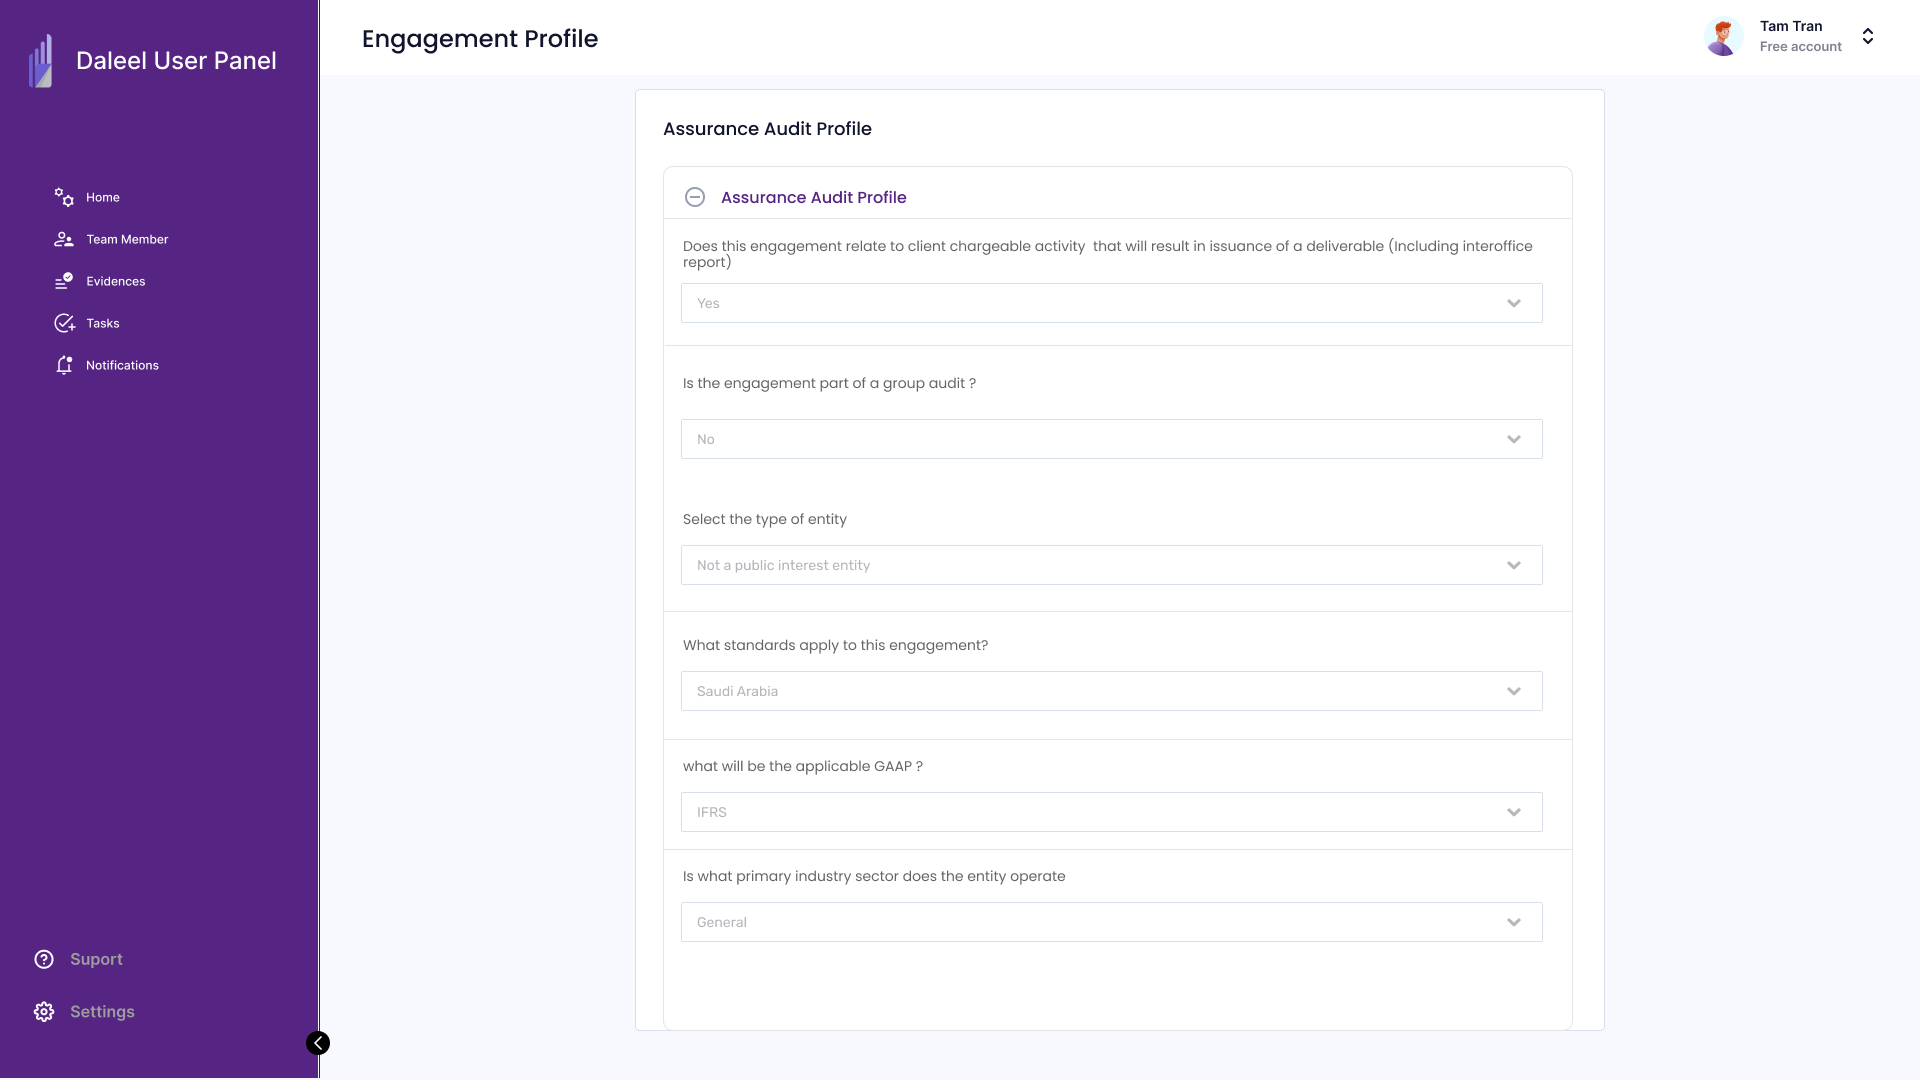 Daleel User Panel
Home
Team Member
Evidences
Tasks
Notifications
Suport
Settings
Engagement Profile
Tam Tran
Free account
Assurance Audit Profile
Assurance Audit Profile
Does this engagement relate to client chargeable activity  that will result in issuance of a deliverable (Including interoffice
report)
Yes
Is the engagement part of a group audit ?
No
Select the type of entity
Not a public interest entity
What standards apply to this engagement?
Saudi Arabia
what will be the applicable GAAP ?
IFRS
Is what primary industry sector does the entity operate
General